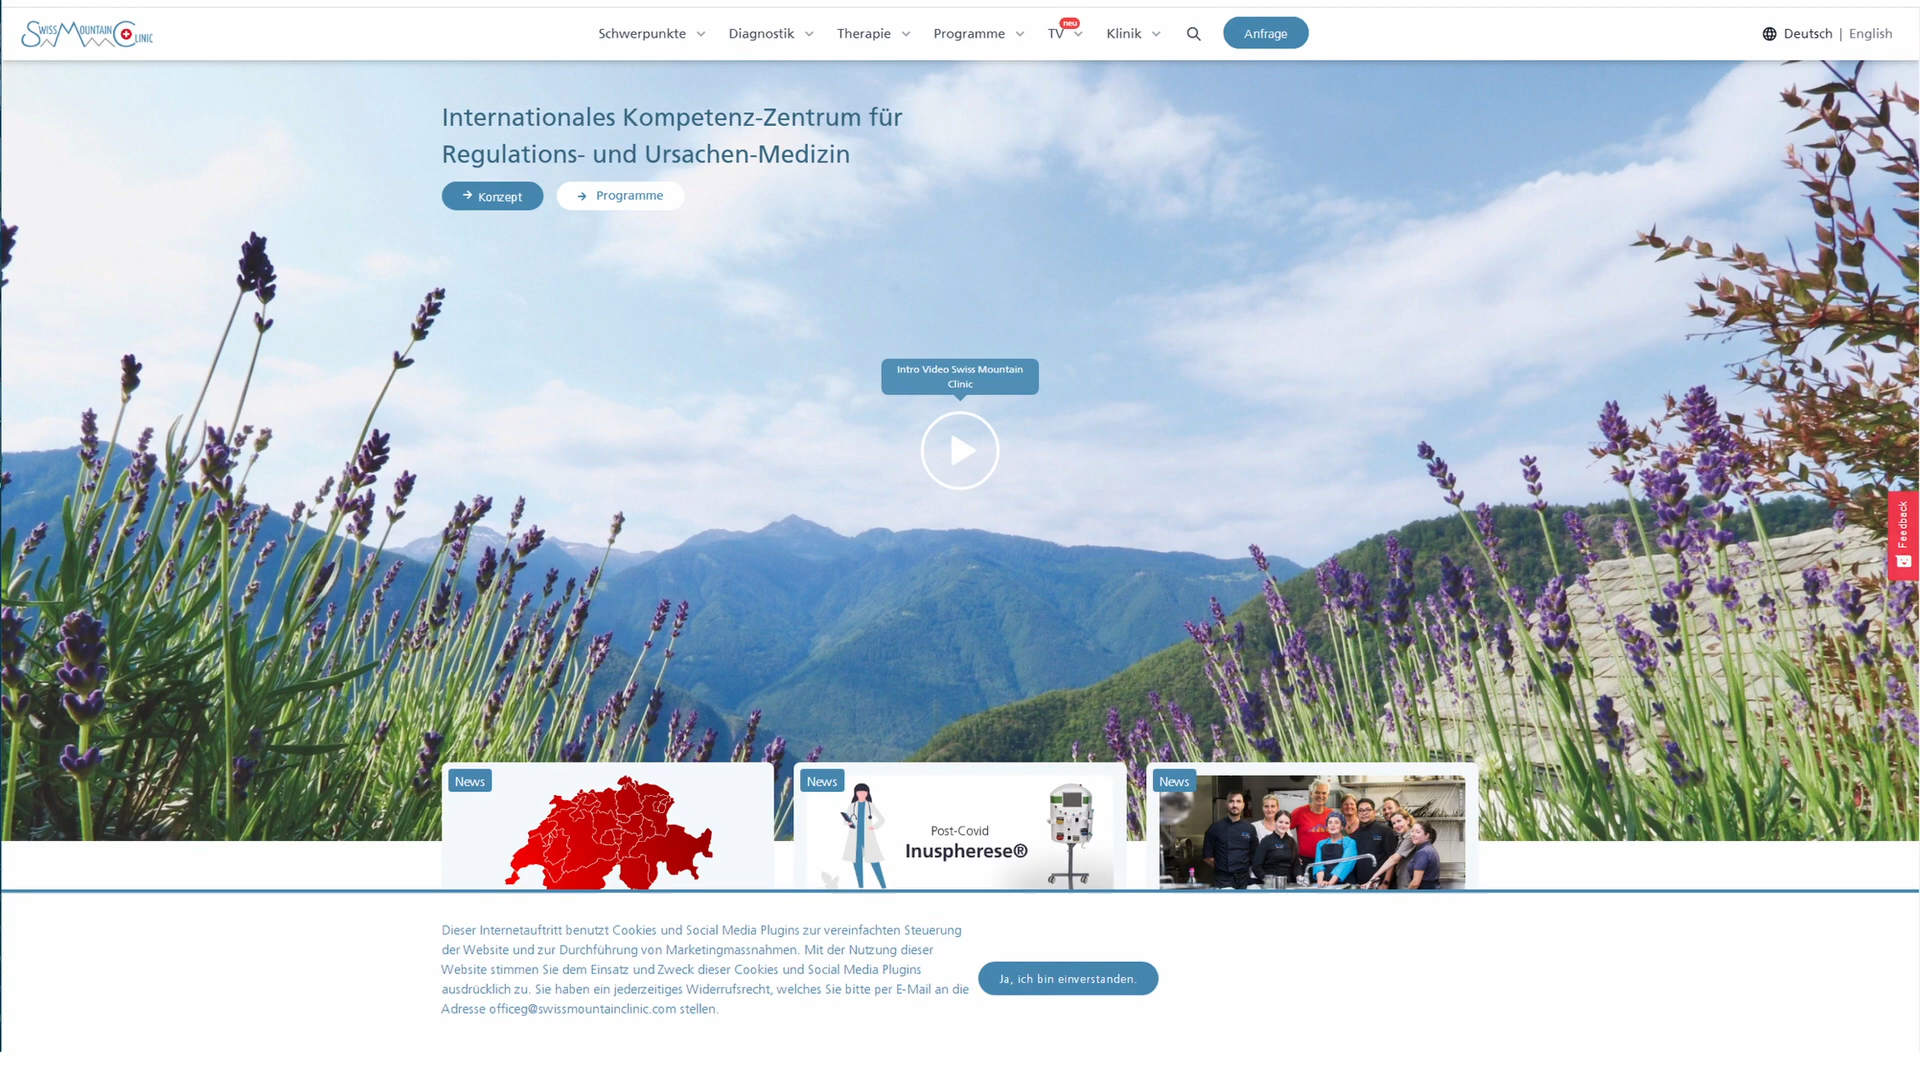 SWISS MOUNTAIN CLINIC
Schwerpunkte
Diagnostik
Therapie
Programme
TV
neu
Klinik
Anfrage
Deutsch | English
Internationales Kompetenz-Zentrum für
Regulations- und Ursachen-Medizin
Konzept
Programme
Intro Video Swiss Mountain
Clinic
Feedback
News
News
Post-Covid
Inuspherese®
News
Dieser Internetauftritt benutzt Cookies und Social Media Plugins zur vereinfachten Steuerung
der Website und zur Durchführung von Marketingmassnahmen. Mit der Nutzung dieser
Website stimmen Sie dem Einsatz und Zweck dieser Cookies und Social Media Plugins
ausdrücklich zu. Sie haben ein jederzeitiges Widerrufsrecht, welches Sie bitte per E-Mail an die
Adresse officeg@swissmountainclinic.com stellen.
Ja, ich bin einverstanden.